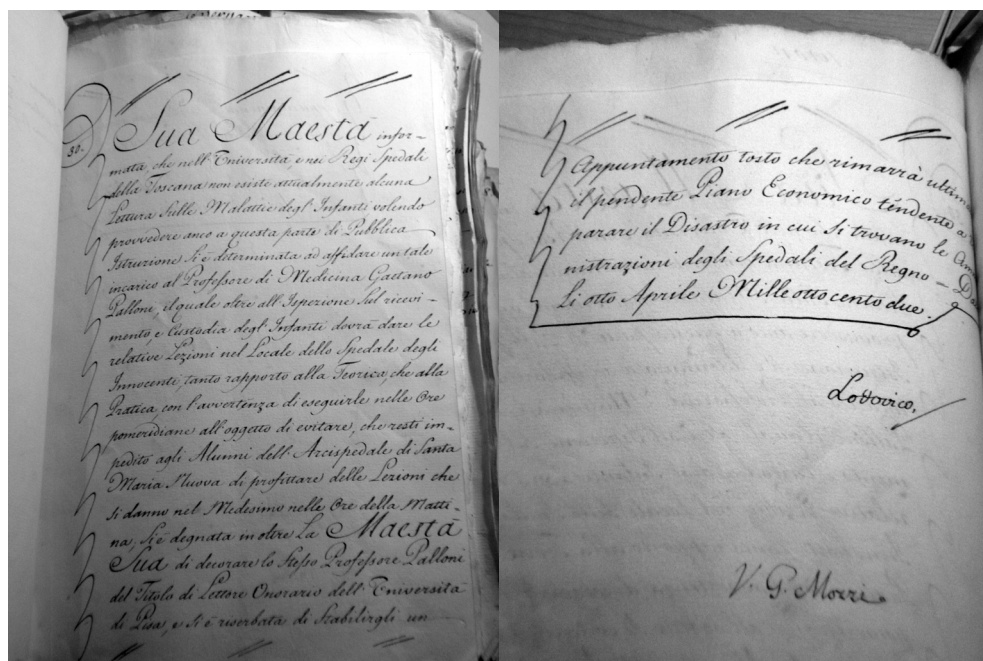 30.
Sua Maestà infor-
mata, che nell'Università, e nei Regj Spedali
della Toscana non esiste attualmente alcuna
Lettura sulle Malattie degl'Infanti volendo
provvedere anco a questa parte di Pubblica
Istruzione si è determinata ad affidare un tale
incarico al Professore di Medicina Gaetano
Palloni, il quale oltre all'Ispezione sul ricevi-
mento, e Custodia degl'Infanti dovrà dare le
relative Lezioni nel Locale dello Spedale degli
Innocenti, tanto rapporto alla Teorica, che alla
Pratica, con l'avvertenza di eseguirle nelle Ore
pomeridiane all'oggetto di evitare, che resti im-
pedito agli Alunni dell'Arcispedale di Santa
Maria Nuova di profittare delle Lezioni che
si danno nel Medesimo nelle Ore della Matti-
na, Si è degnata inoltre La Maestà
Sua di decorare lo stesso Professore Palloni
del Titolo di Lettore Onorario dell'Università
di Pisa, e si è riserbata di stabilirgli un
Appuntamento tosto che rimarrà ultim
il pendente Piano Economico tendente a
parare il Disastro in cui si trovano le Am
nistrazioni degli Spedali del Regno = Da
Li otto Aprile Mille otto cento due.
Lodovico,
V. G. Mozzi.